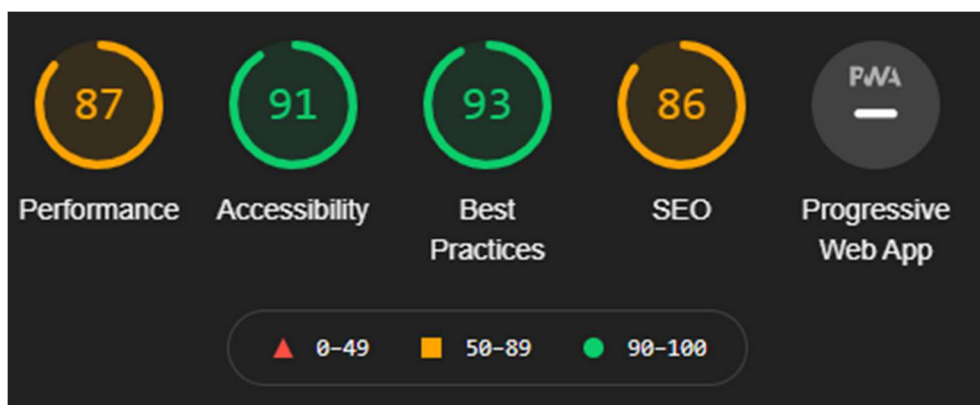 87 91 93 86 PWA
Performance Accessibility Best SEO Progressive
Practices Web App
0–49 50–89 90–100